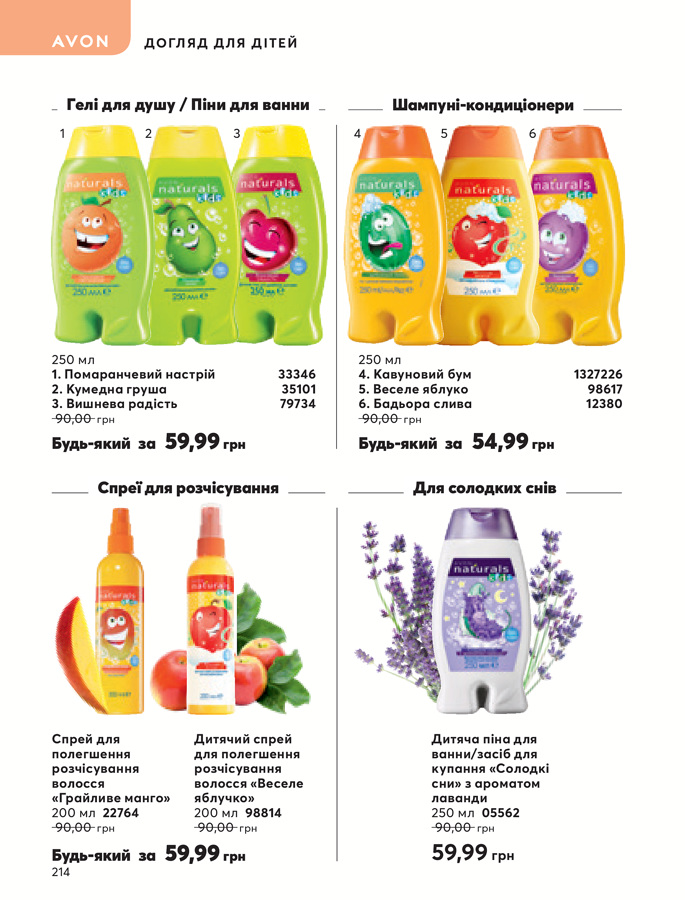 AVON
ДОГЛЯД ДЛЯ ДІТЕЙ
Гелі для душу / Піни для ванни
1
2
3
naturals
kids
250 мл
naturals
kids
250 мл
naturals
kids
250 мл
250 мл
1. Помаранчевий настрій 33346
2. Кумедна груша 35101
3. Вишнева радість 79734
90,00 грн
Будь-який за 59,99 грн
Шампуні-кондиціонери
4
5
6
naturals
kids
naturals
kids
250 мл
naturals
kids
250 мл
250 мл
4. Кавуновий бум 1327226
5. Веселе яблуко 98617
6. Бадьора слива 12380
90,00 грн
Будь-який за 54,99 грн
Спреї для розчісування
naturals
kids
naturals
kids
Спрей для
полегшення
розчісування
волосся
«Грайливе манго»
200 мл 22764
90,00 грн
Дитячий спрей
для полегшення
розчісування
волосся «Веселе
яблучко»
200 мл 98814
90,00 грн
Будь-який за 59,99 грн
214
Для солодких снів
naturals
kids
250 мл
Дитяча піна для
ванни/засіб для
купання «Солодкі
сни» з ароматом
лаванди
250 мл 05562
90,00 грн
59,99 грн